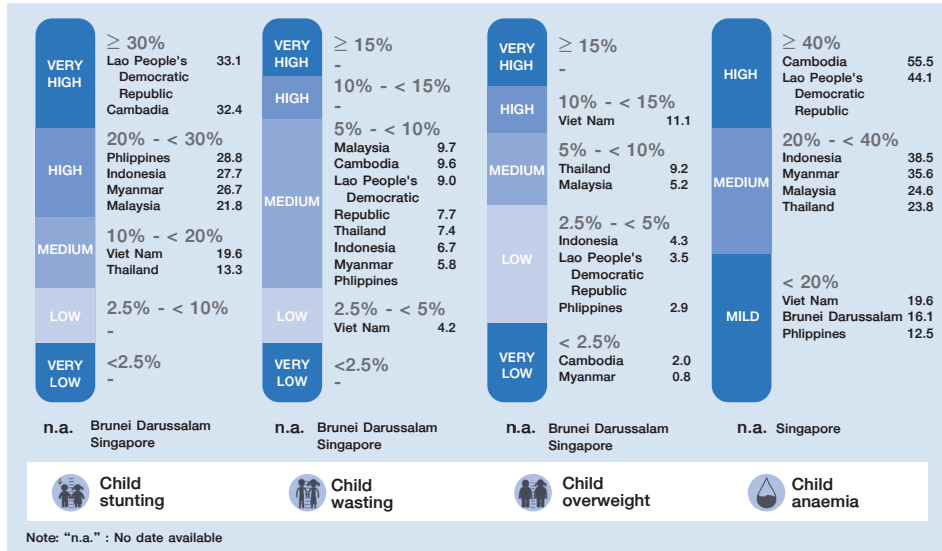 VERY
HIGH
≥ 30%
Lao People's 33.1
Democratic
Republic
Cambadia 32.4
HIGH
20% - < 30%
Phlippines 28.8
Indonesia 27.7
Myanmar 26.7
Malaysia 21.8
MEDIUM
10% - < 20%
Viet Nam 19.6
Thailand 13.3
LOW
2.5% - < 10%
-
VERY
LOW
<2.5%
-
n.a. Brunei Darussalam
Singapore
VERY
HIGH
≥ 15%
-
HIGH
10% - < 15%
-
MEDIUM
5% - < 10%
Malaysia 9.7
Cambodia 9.6
Lao People's 9.0
Democratic
Republic 7.7
Thailand 7.4
Indonesia 6.7
Myanmar 5.8
Phlippines
LOW
2.5% - < 5%
Viet Nam 4.2
VERY
LOW
<2.5%
-
n.a. Brunei Darussalam
Singapore
VERY
HIGH
≥ 15%
-
HIGH
10% - < 15%
Viet Nam 11.1
MEDIUM
5% - < 10%
Thailand 9.2
Malaysia 5.2
LOW
2.5% - < 5%
Indonesia 4.3
Lao People's 3.5
Democratic
Republic
Phlippines 2.9
VERY
LOW
< 2.5%
Cambodia 2.0
Myanmar 0.8
n.a. Brunei Darussalam
Singapore
HIGH
≥ 40%
Cambodia 55.5
Lao People's 44.1
Democratic
Republic
MEDIUM
20% - < 40%
Indonesia 38.5
Myanmar 35.6
Malaysia 24.6
Thailand 23.8
MILD
< 20%
Viet Nam 19.6
Brunei Darussalam 16.1
Phlippines 12.5
n.a. Singapore
Child
stunting
Child
wasting
Child
overweight
Child
anaemia
Note: “n.a.” : No date available